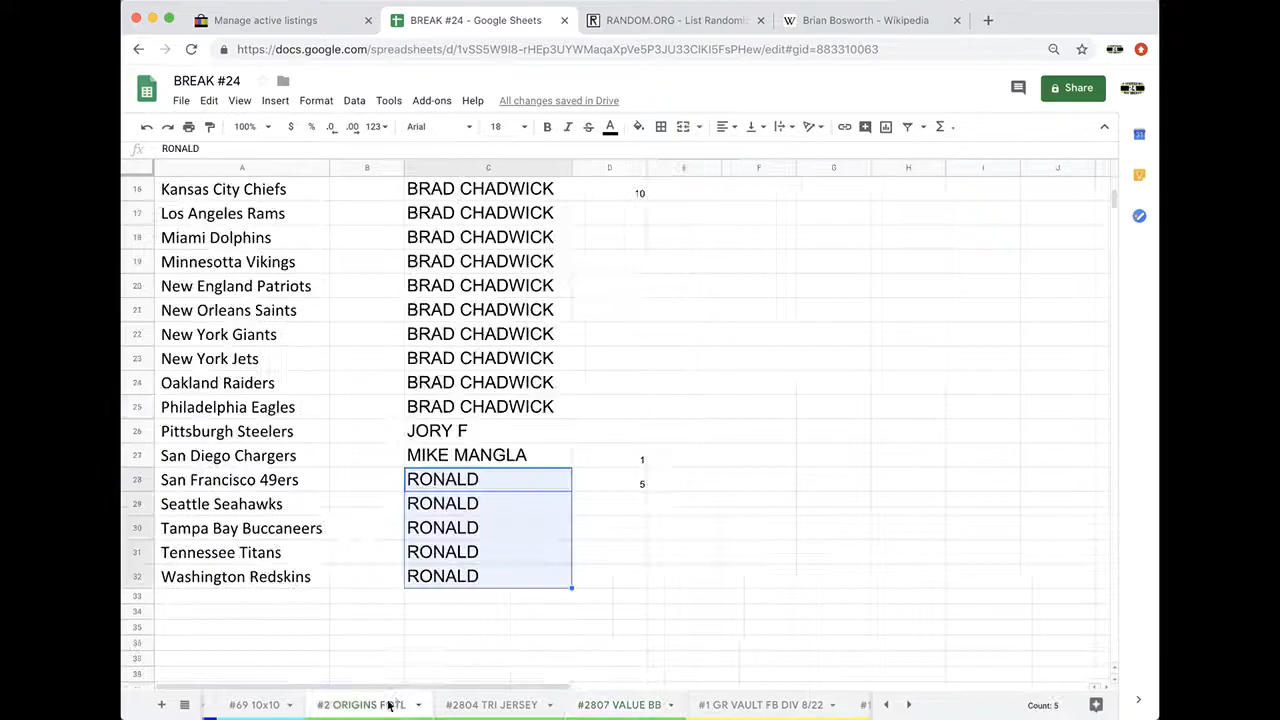 Manage active listings
BREAK #24 - Google Sheets
RANDOM.ORG - List Randomi
Brian Bosworth - Wikipedia
https://docs.google.com/spreadsheets/d/1vSS5W9I8-rHEp3UYWMaqaXpVe5P3JU33ClKI5FsPHew/edit#gid=883310063
BREAK #24
File Edit View Insert Format Data Tools Add-ons Help All changes saved in Drive
Share
100% $ % .0 .00 123 Arial 18 B I S A
fx RONALD
A B C D E F G H I J
16 Kansas City Chiefs BRAD CHADWICK 10
17 Los Angeles Rams BRAD CHADWICK
18 Miami Dolphins BRAD CHADWICK
19 Minnesotta Vikings BRAD CHADWICK
20 New England Patriots BRAD CHADWICK
21 New Orleans Saints BRAD CHADWICK
22 New York Giants BRAD CHADWICK
23 New York Jets BRAD CHADWICK
24 Oakland Raiders BRAD CHADWICK
25 Philadelphia Eagles BRAD CHADWICK
26 Pittsburgh Steelers JORY F
27 San Diego Chargers MIKE MANGLA 1
28 San Francisco 49ers RONALD 5
29 Seattle Seahawks RONALD
30 Tampa Bay Buccaneers RONALD
31 Tennessee Titans RONALD
32 Washington Redskins RONALD
33
34
35
36
37
38
39
#69 10x10 #2 ORIGINS #2804 TRI JERSEY #2807 VALUE BB #1 GR VAULT FB DIV 8/22 #1 Count: 5